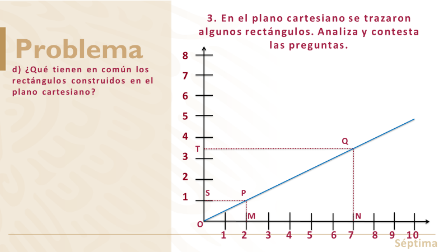 Problema
d) ¿Qué tienen en común los
rectángulos construidos en el
plano cartesiano?
3. En el plano cartesiano se trazaron
algunos rectángulos. Analiza y contesta
las preguntas.
8
7
6
5
4
T
Q
3
2
S
P
1
O
M
N
1 2 3 4 5 6 7 8 9 10
Séptima